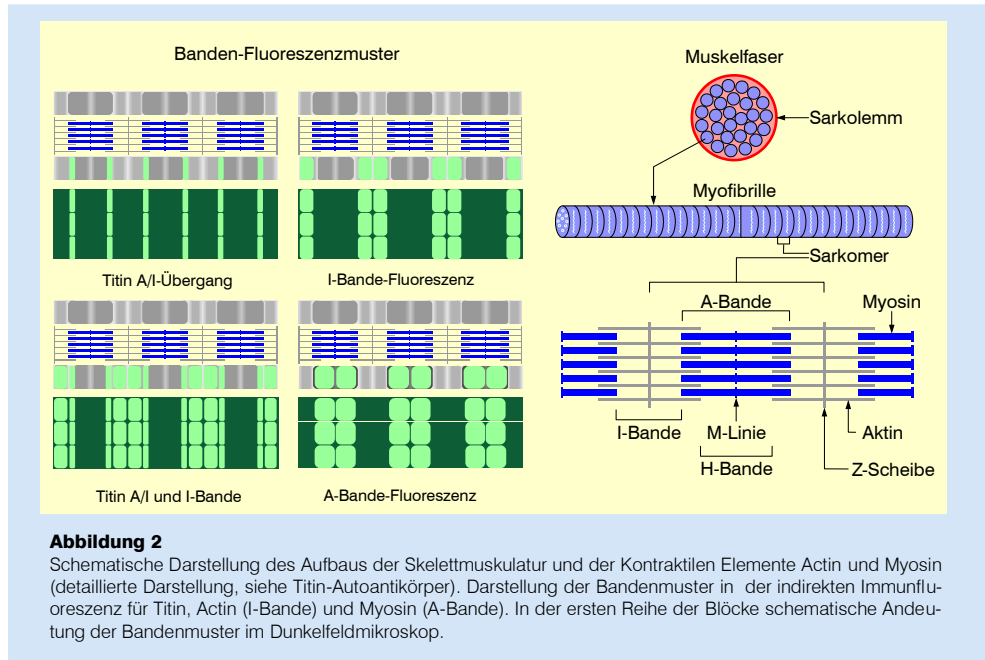 Banden-Fluoreszenzmuster
Titin A/I-Übergang
I-Bande-Fluoreszenz
Titin A/I und I-Bande
A-Bande-Fluoreszenz
Muskelfaser
Sarkolemm
Myofibrille
Sarkomer
A-Bande
Myosin
I-Bande
M-Linie
Aktin
H-Bande
Z-Scheibe
Abbildung 2
Schematische Darstellung des Aufbaus der Skelettmuskulatur und der Kontraktilen Elemente Actin und Myosin
(detaillierte Darstellung, siehe Titin-Autoantikörper). Darstellung der Bandenmuster in der indirekten Immunflu-
oreszenz für Titin, Actin (I-Bande) und Myosin (A-Bande). In der ersten Reihe der Blöcke schematische Andeu-
tung der Bandenmuster im Dunkelfeldmikroskop.